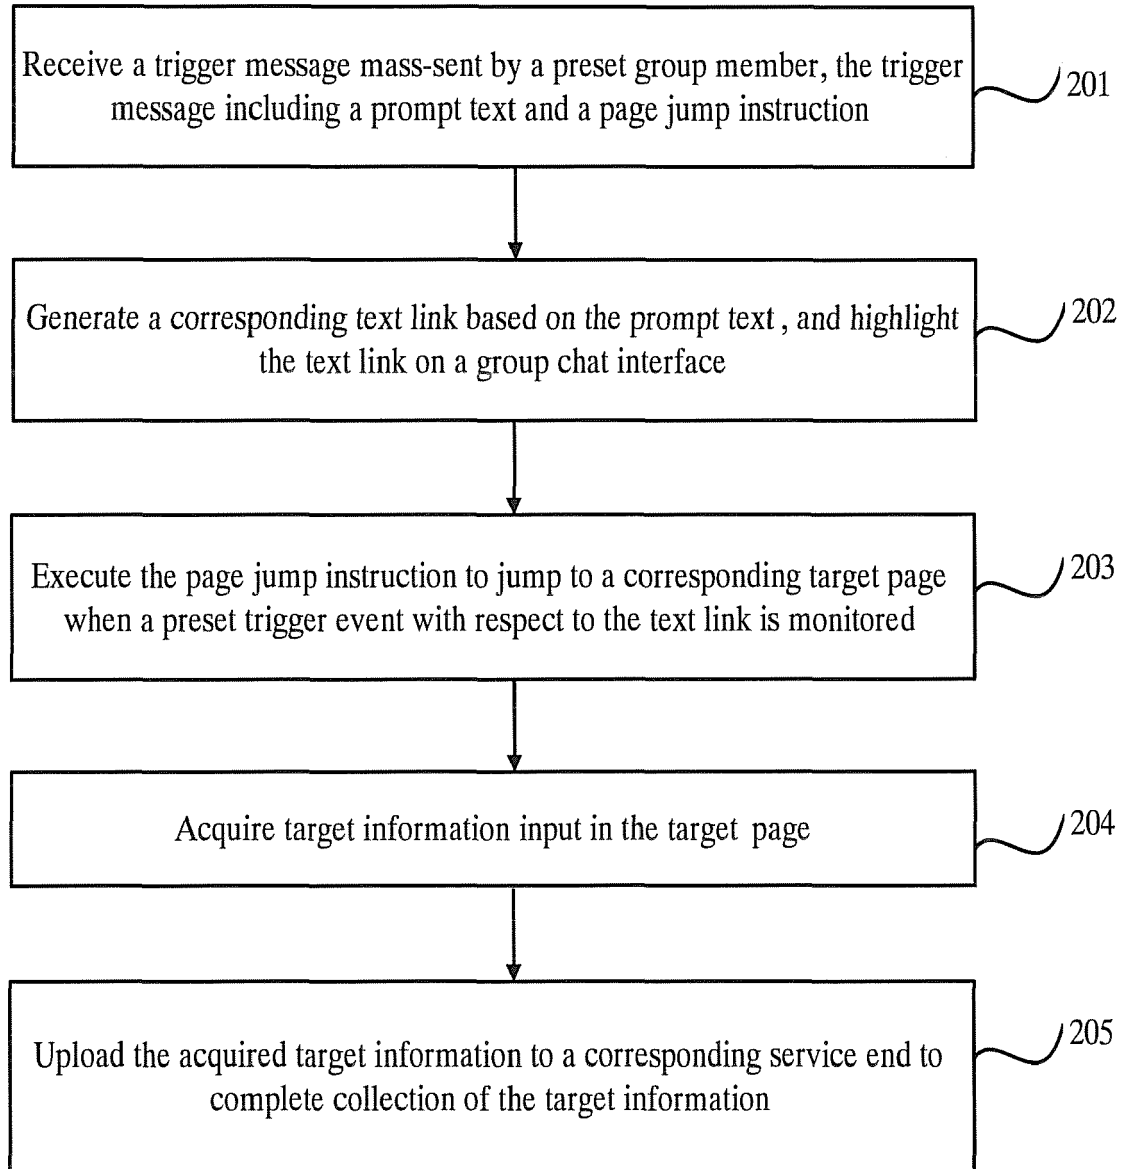 Receive a trigger message mass-sent by a preset group member, the trigger
message including a prompt text and a page jump instruction
201
Generate a corresponding text link based on the prompt text , and highlight
the text link on a group chat interface
202
Execute the page jump instruction to jump to a corresponding target page
when a preset trigger event with respect to the text link is monitored
203
Acquire target information input in the target page
204
Upload the acquired target information to a corresponding service end to
complete collection of the target information
205